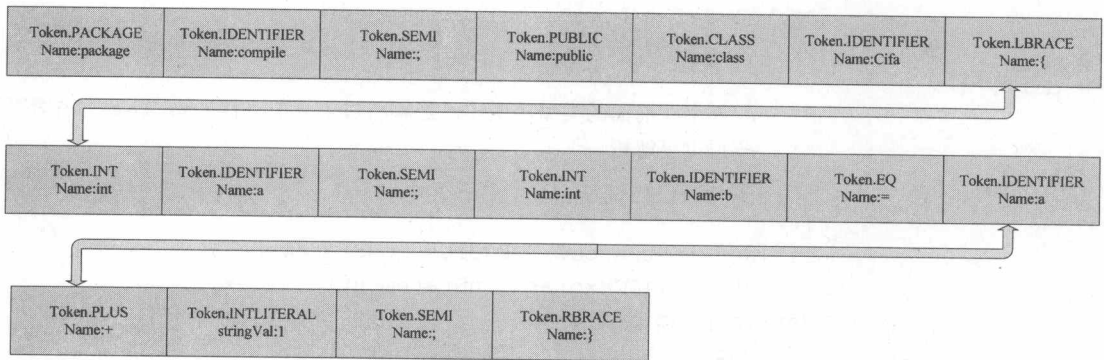 Token.PACKAGE
Name:package
Token.IDENTIFIER
Name:compile
Token.SEMI
Name:;
Token.PUBLIC
Name:public
Token.CLASS
Name:class
Token.IDENTIFIER
Name:Cifa
Token.LBRACE
Name:{
Token.INT
Name:int
Token.IDENTIFIER
Name:a
Token.SEMI
Name:;
Token.INT
Name:int
Token.IDENTIFIER
Name:b
Token.EQ
Name:=
Token.IDENTIFIER
Name:a
Token.PLUS
Name:+
Token.INTLITERAL
stringVal:1
Token.SEMI
Name:;
Token.RBRACE
Name:}